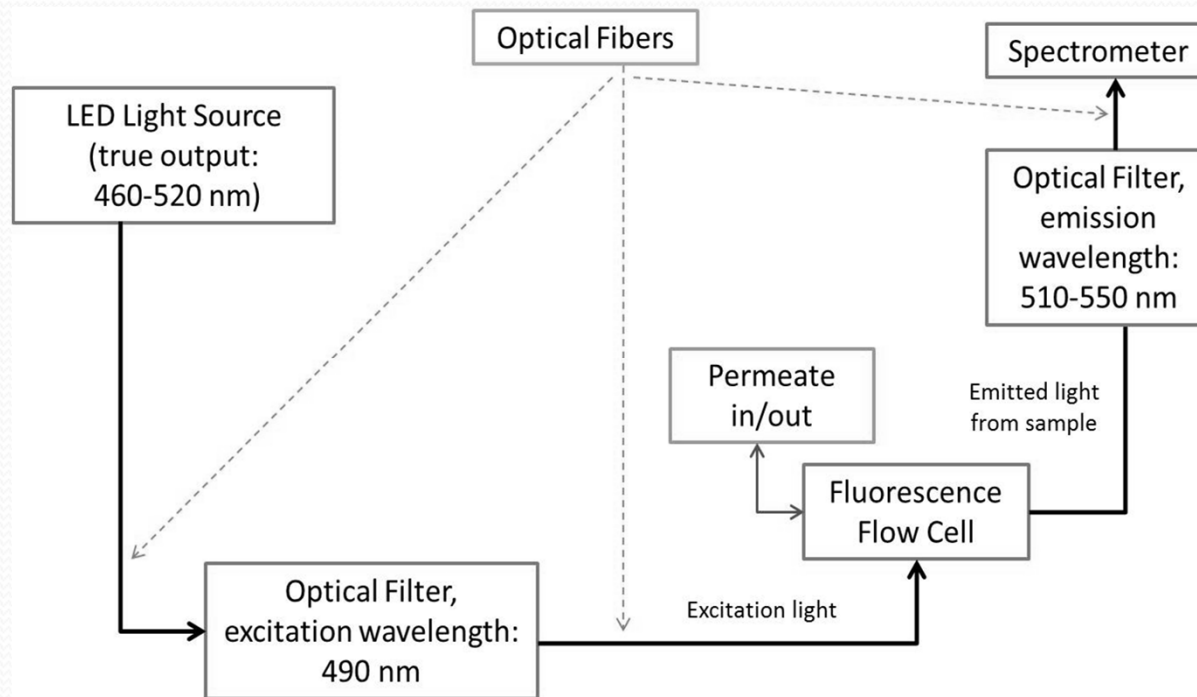 Optical Fibers
Spectrometer
LED Light Source
(true output:
460-520 nm)
Optical Filter,
emission
wavelength:
510-550 nm
Permeate
in/out
Emitted light
from sample
Fluorescence
Flow Cell
Optical Filter,
excitation wavelength:
490 nm
Excitation light